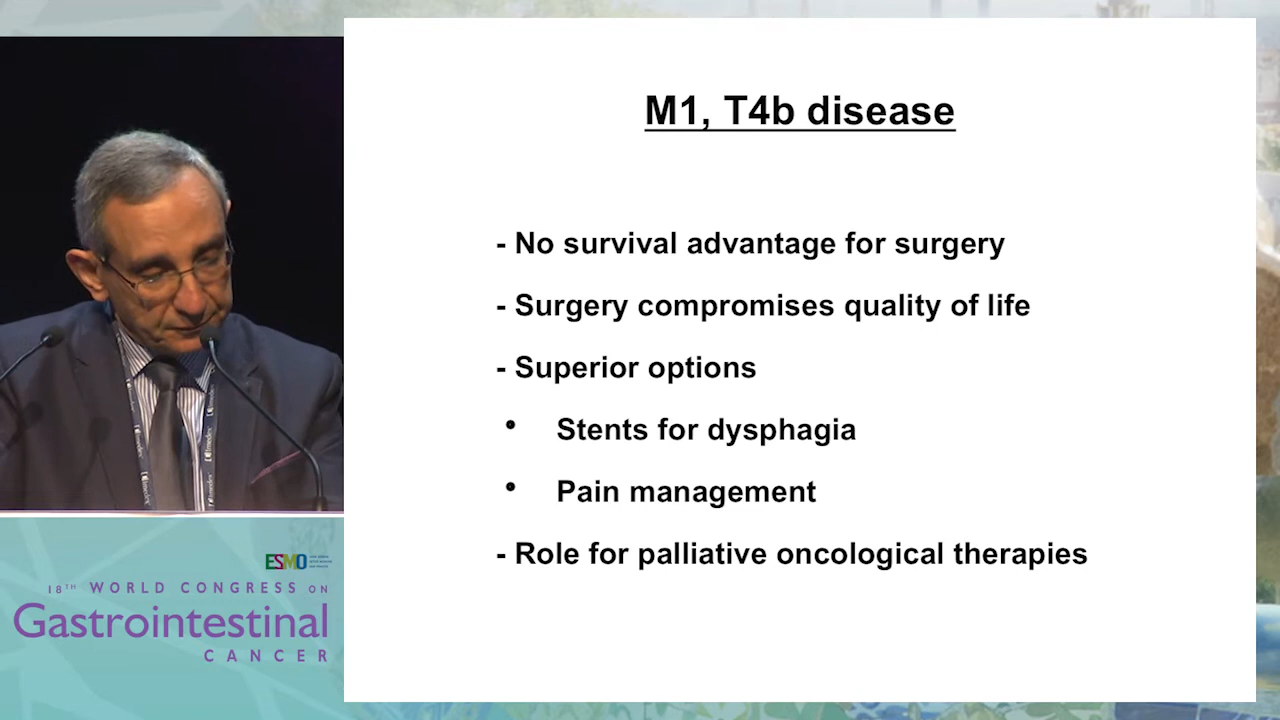 M1, T4b disease
- No survival advantage for surgery
- Surgery compromises quality of life
- Superior options
• Stents for dysphagia
• Pain management
- Role for palliative oncological therapies
ESMO
18TH WORLD CONGRESS ON
Gastrointestinal
CANCER